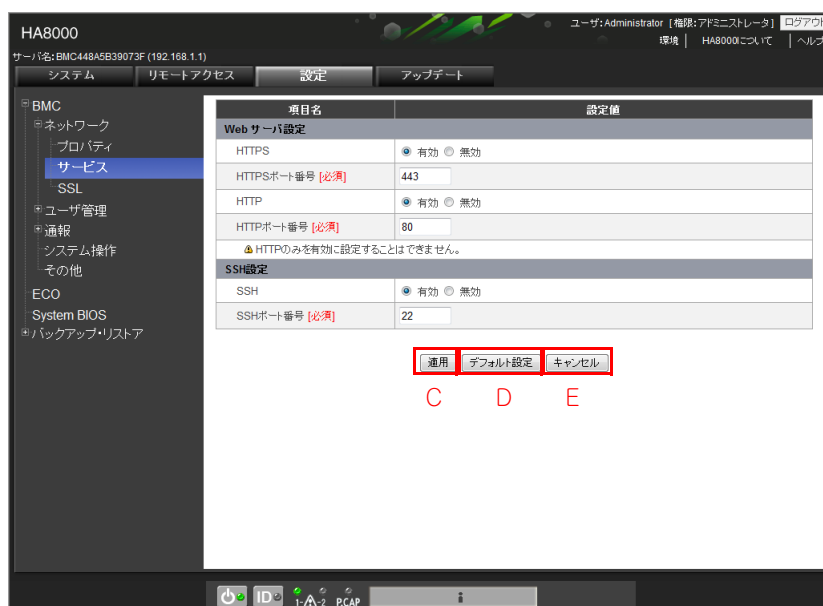 HA8000
ユーザ:Administrator [権限:アドミニストレータ] ログアウト
環境 | HA8000について | ヘルプ
サーバ名:BMC448A5B39073F (192.168.1.1)
システム リモートアクセス 設定 アップデート
BMC
ネットワーク
プロパティ
サービス
SSL
ユーザ管理
通報
システム操作
その他
ECO
System BIOS
バックアップ・リストア
項目名 設定値
Web サーバ設定
HTTPS 有効 無効
HTTPSポート番号 [必須] 443
HTTP 有効 無効
HTTPポート番号 [必須] 80
HTTPのみを有効に設定することはできません。
SSH設定
SSH 有効 無効
SSHポート番号 [必須] 22
適用 デフォルト設定 キャンセル
C D E
ID 1-2 P.CAP i